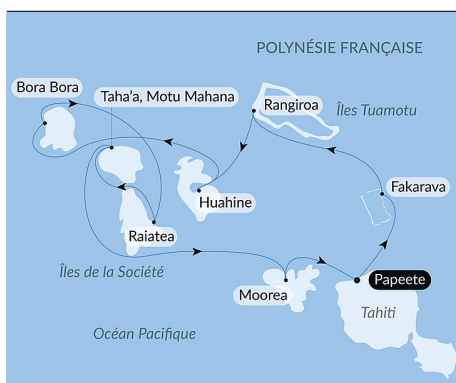 POLYNÉSIE FRANÇAISE
Bora Bora
Taha'a, Motu Mahana
Rangiroa
Îles Tuamotu
Fakarava
Huahine
Raiatea
Îles de la Société
Moorea
Papeete
Tahiti
Océan Pacifique